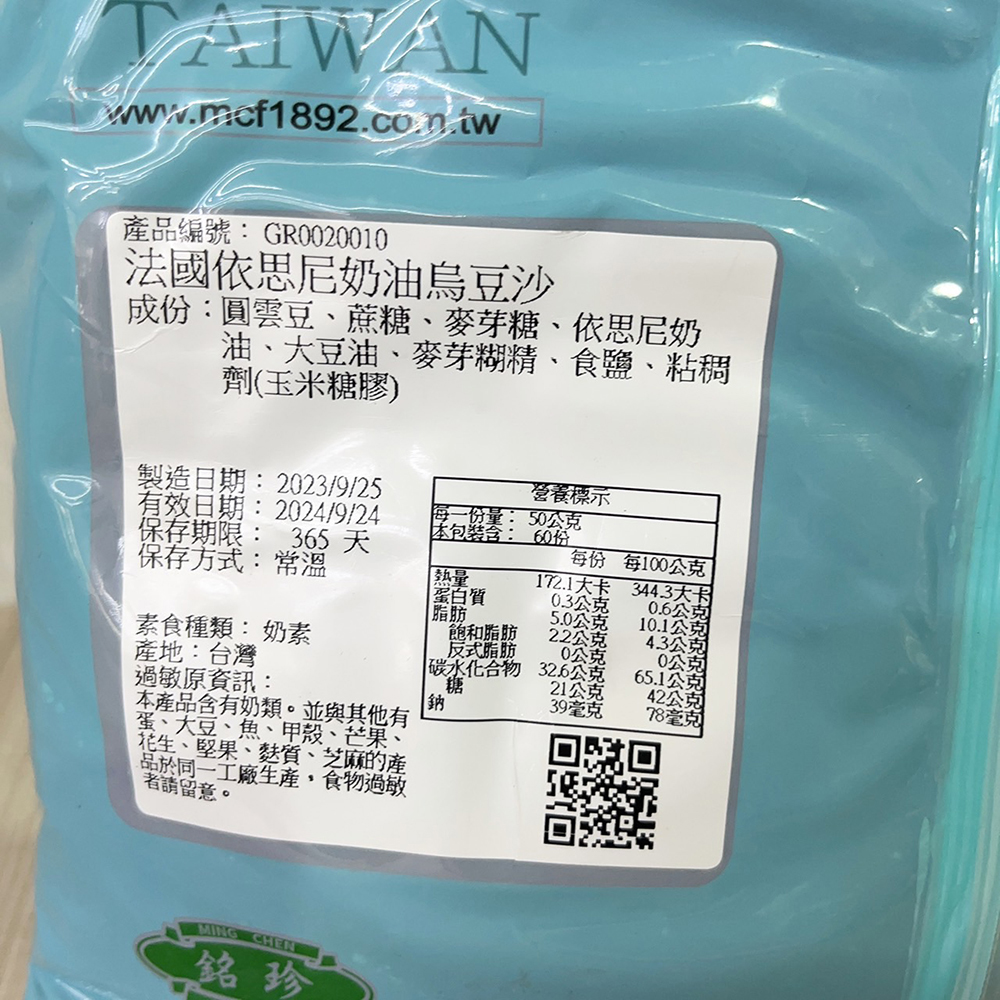 TAIWAN
www.mcf1892.com.tw
產品編號： GR0020010
法國依思尼奶油烏豆沙
成份：圓雲豆、蔗糖、麥芽糖、依思尼奶
油、大豆油、麥芽糊精、食鹽、粘稠
劑(玉米糖膠)
製造日期： 2023/9/25
有效日期： 2024/9/24
保存期限： 365 天
保存方式：常溫
素食種類： 奶素
產地：台灣
過敏原資訊：
本產品含有奶類。並與其他有
蛋、大豆、魚、甲殼、芒果、
花生、堅果、麩質、芝麻的產
品於同一工廠生產，食物過敏
者請留意。
營養標示
每一份量： 50公克
本包裝含： 60份
每份 每100公克
熱量 172.1大卡 344.3大卡
蛋白質 0.3公克 0.6公克
脂肪 5.0公克 10.1公克
飽和脂肪 2.2公克 4.3公克
反式脂肪 0公克 0公克
碳水化合物 32.6公克 65.1公克
糖 21公克 42公克
鈉 39毫克 78毫克
MING CHEN
銘珍